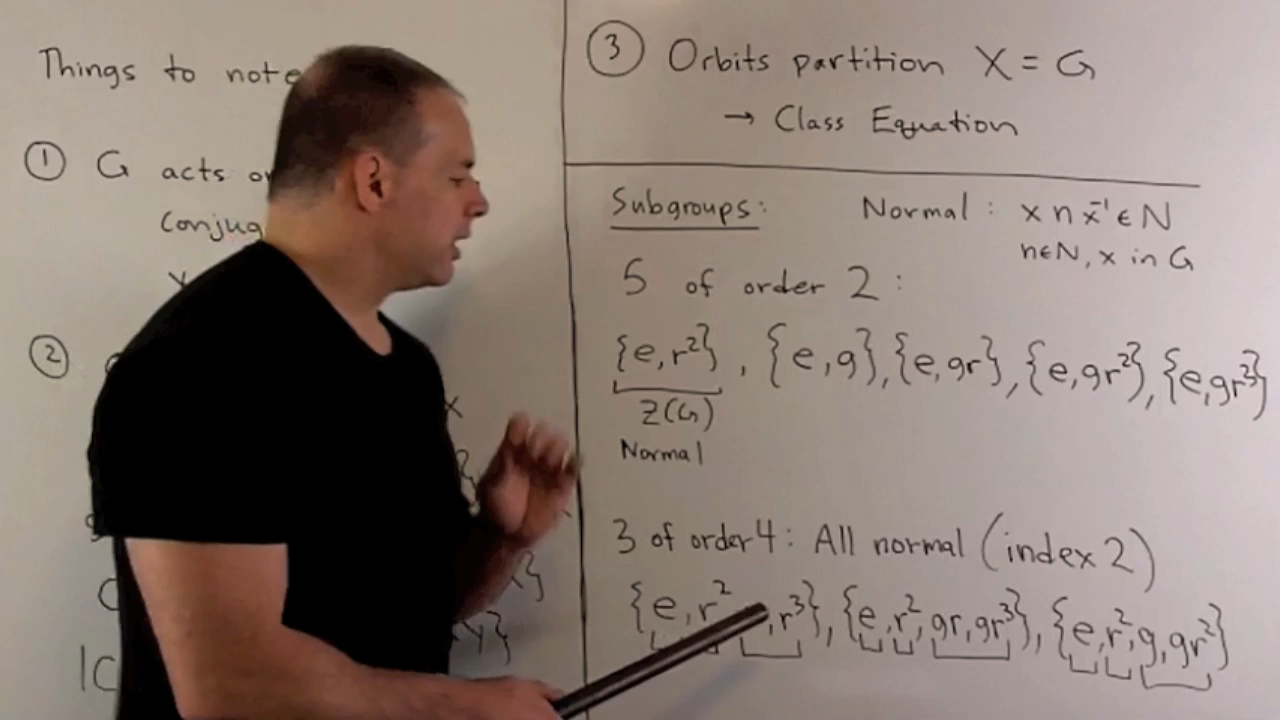 Things to note
① G acts
Conjug
②
③ Orbits partition X = G
→ Class Equation
Subgroups: Normal: x n x⁻¹ ∈ N
n∈N, x in G
5 of order 2:
{e,r²}, {e,g}, {e,gr}, {e,gr²}, {e,gr³}
Z(G)
Normal
3 of order 4: All normal (index 2)
{e,r² ,r³}, {e,r²,gr,gr³}, {e,r²,g,gr²}